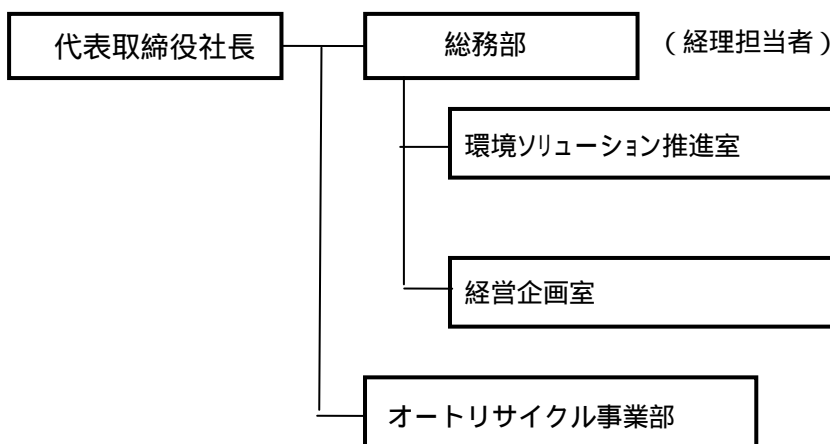 代表取締役社長
総務部
（経理担当者）
環境ソリューション推進室
経営企画室
オートリサイクル事業部